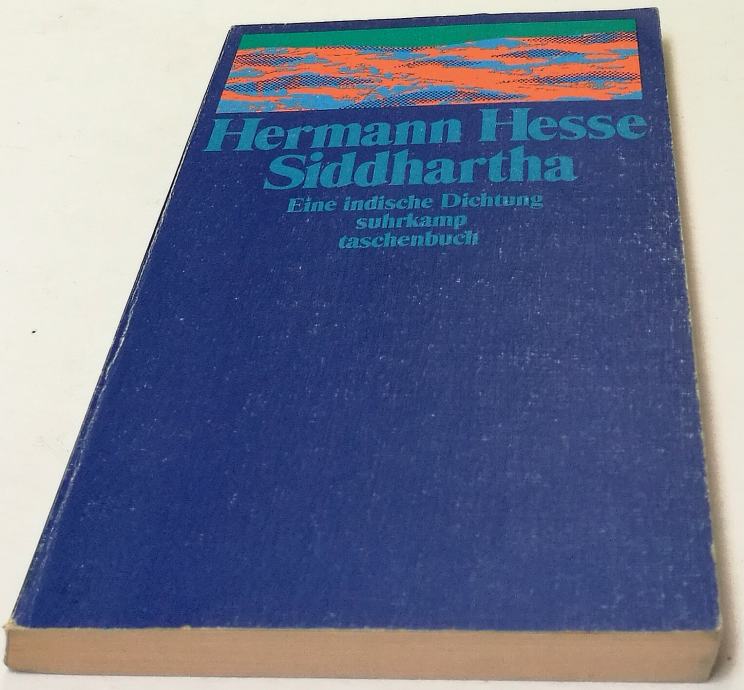 Hermann Hesse
Siddhartha
Eine indische Dichtung
suhrkamp
taschenbuch